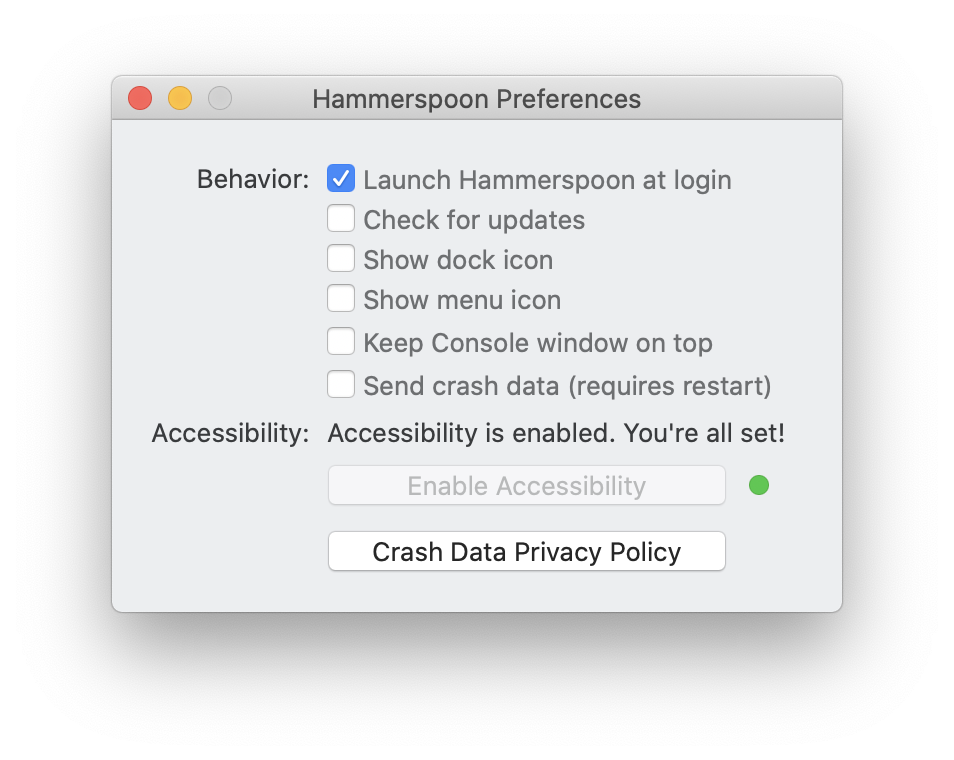 Hammerspoon Preferences
Behavior: Launch Hammerspoon at login
Check for updates
Show dock icon
Show menu icon
Keep Console window on top
Send crash data (requires restart)
Accessibility: Accessibility is enabled. You're all set!
Enable Accessibility
Crash Data Privacy Policy